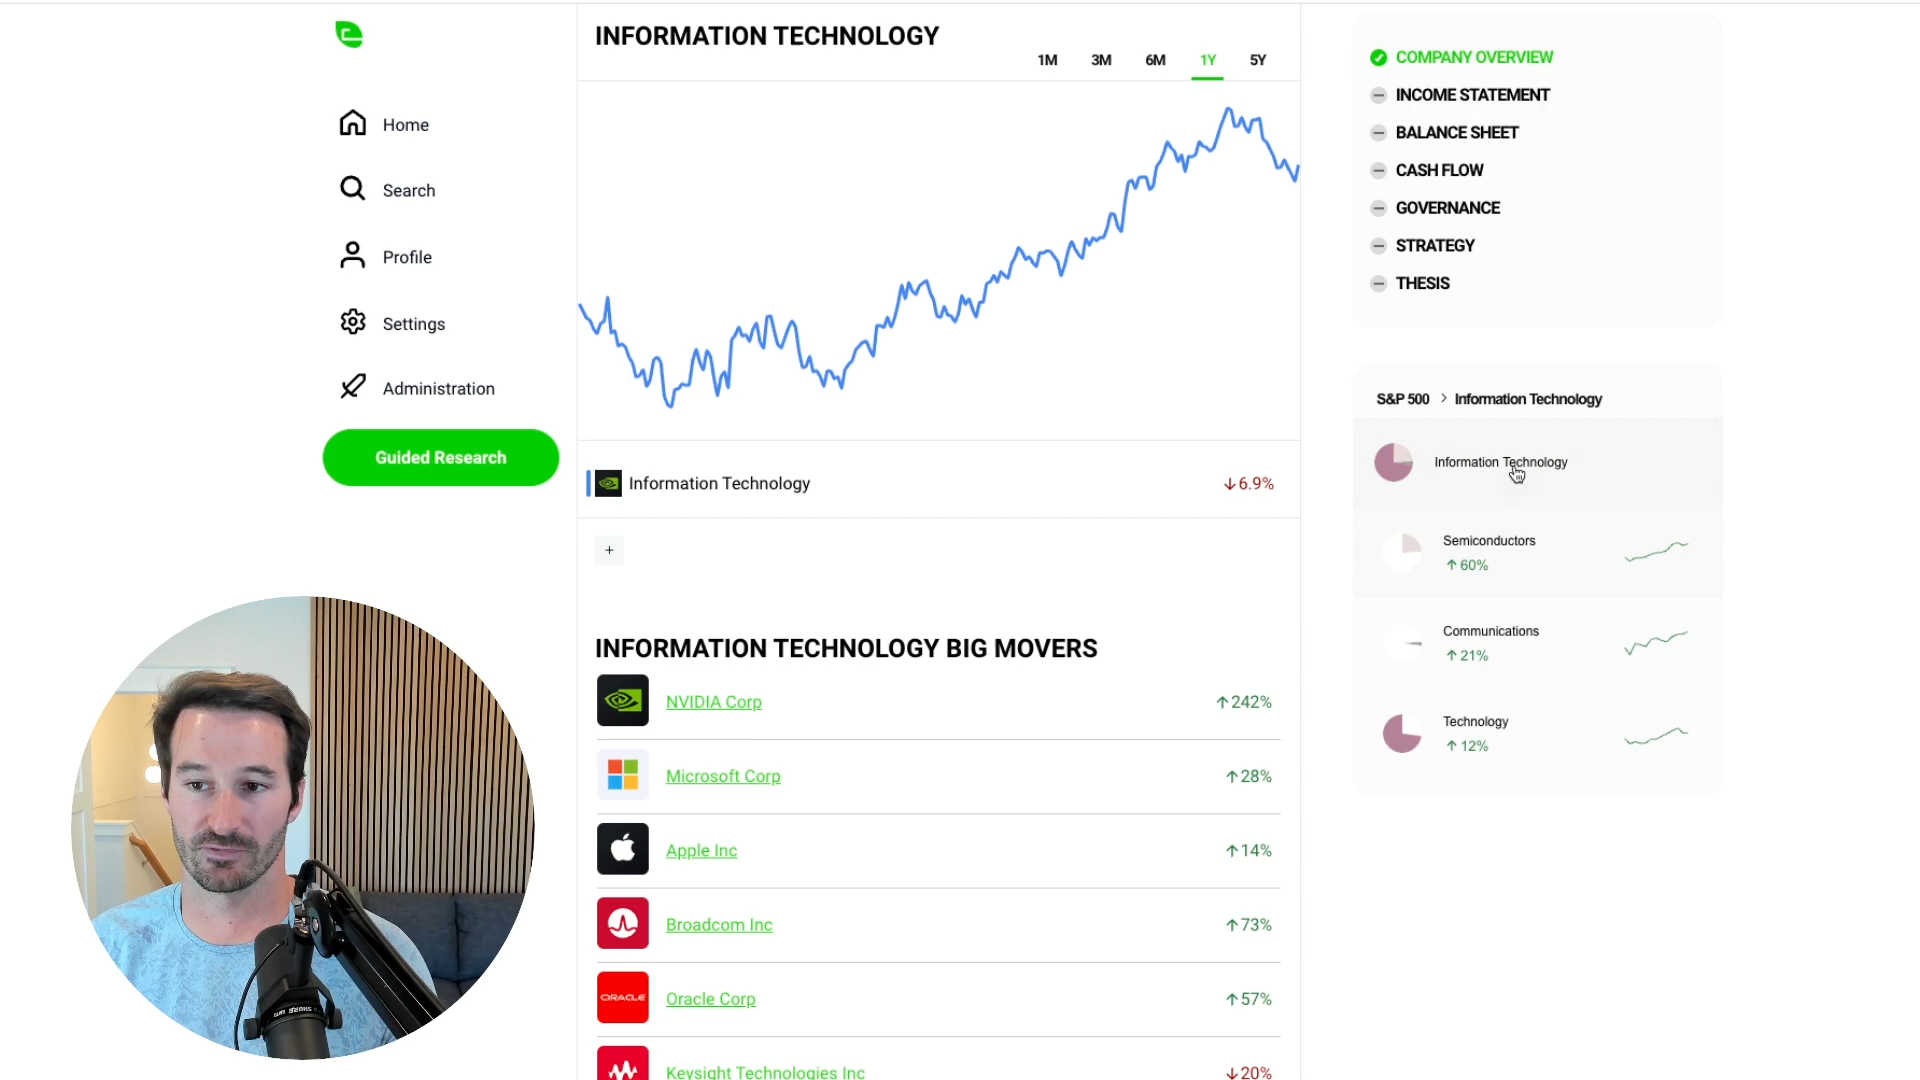 INFORMATION TECHNOLOGY
1M 3M 6M 1Y 5Y
Home
Search
Profile
Settings
Administration
Guided Research
Information Technology
↓6.9%
+
INFORMATION TECHNOLOGY BIG MOVERS
NVIDIA Corp ↑242%
Microsoft Corp ↑28%
Apple Inc ↑14%
Broadcom Inc ↑73%
ORACLE
Oracle Corp ↑57%
Keysight Technologies Inc ↓20%
COMPANY OVERVIEW
INCOME STATEMENT
BALANCE SHEET
CASH FLOW
GOVERNANCE
STRATEGY
THESIS
S&P 500 > Information Technology
Information Technology
Semiconductors
↑60%
Communications
↑21%
Technology
↑12%
SHURE